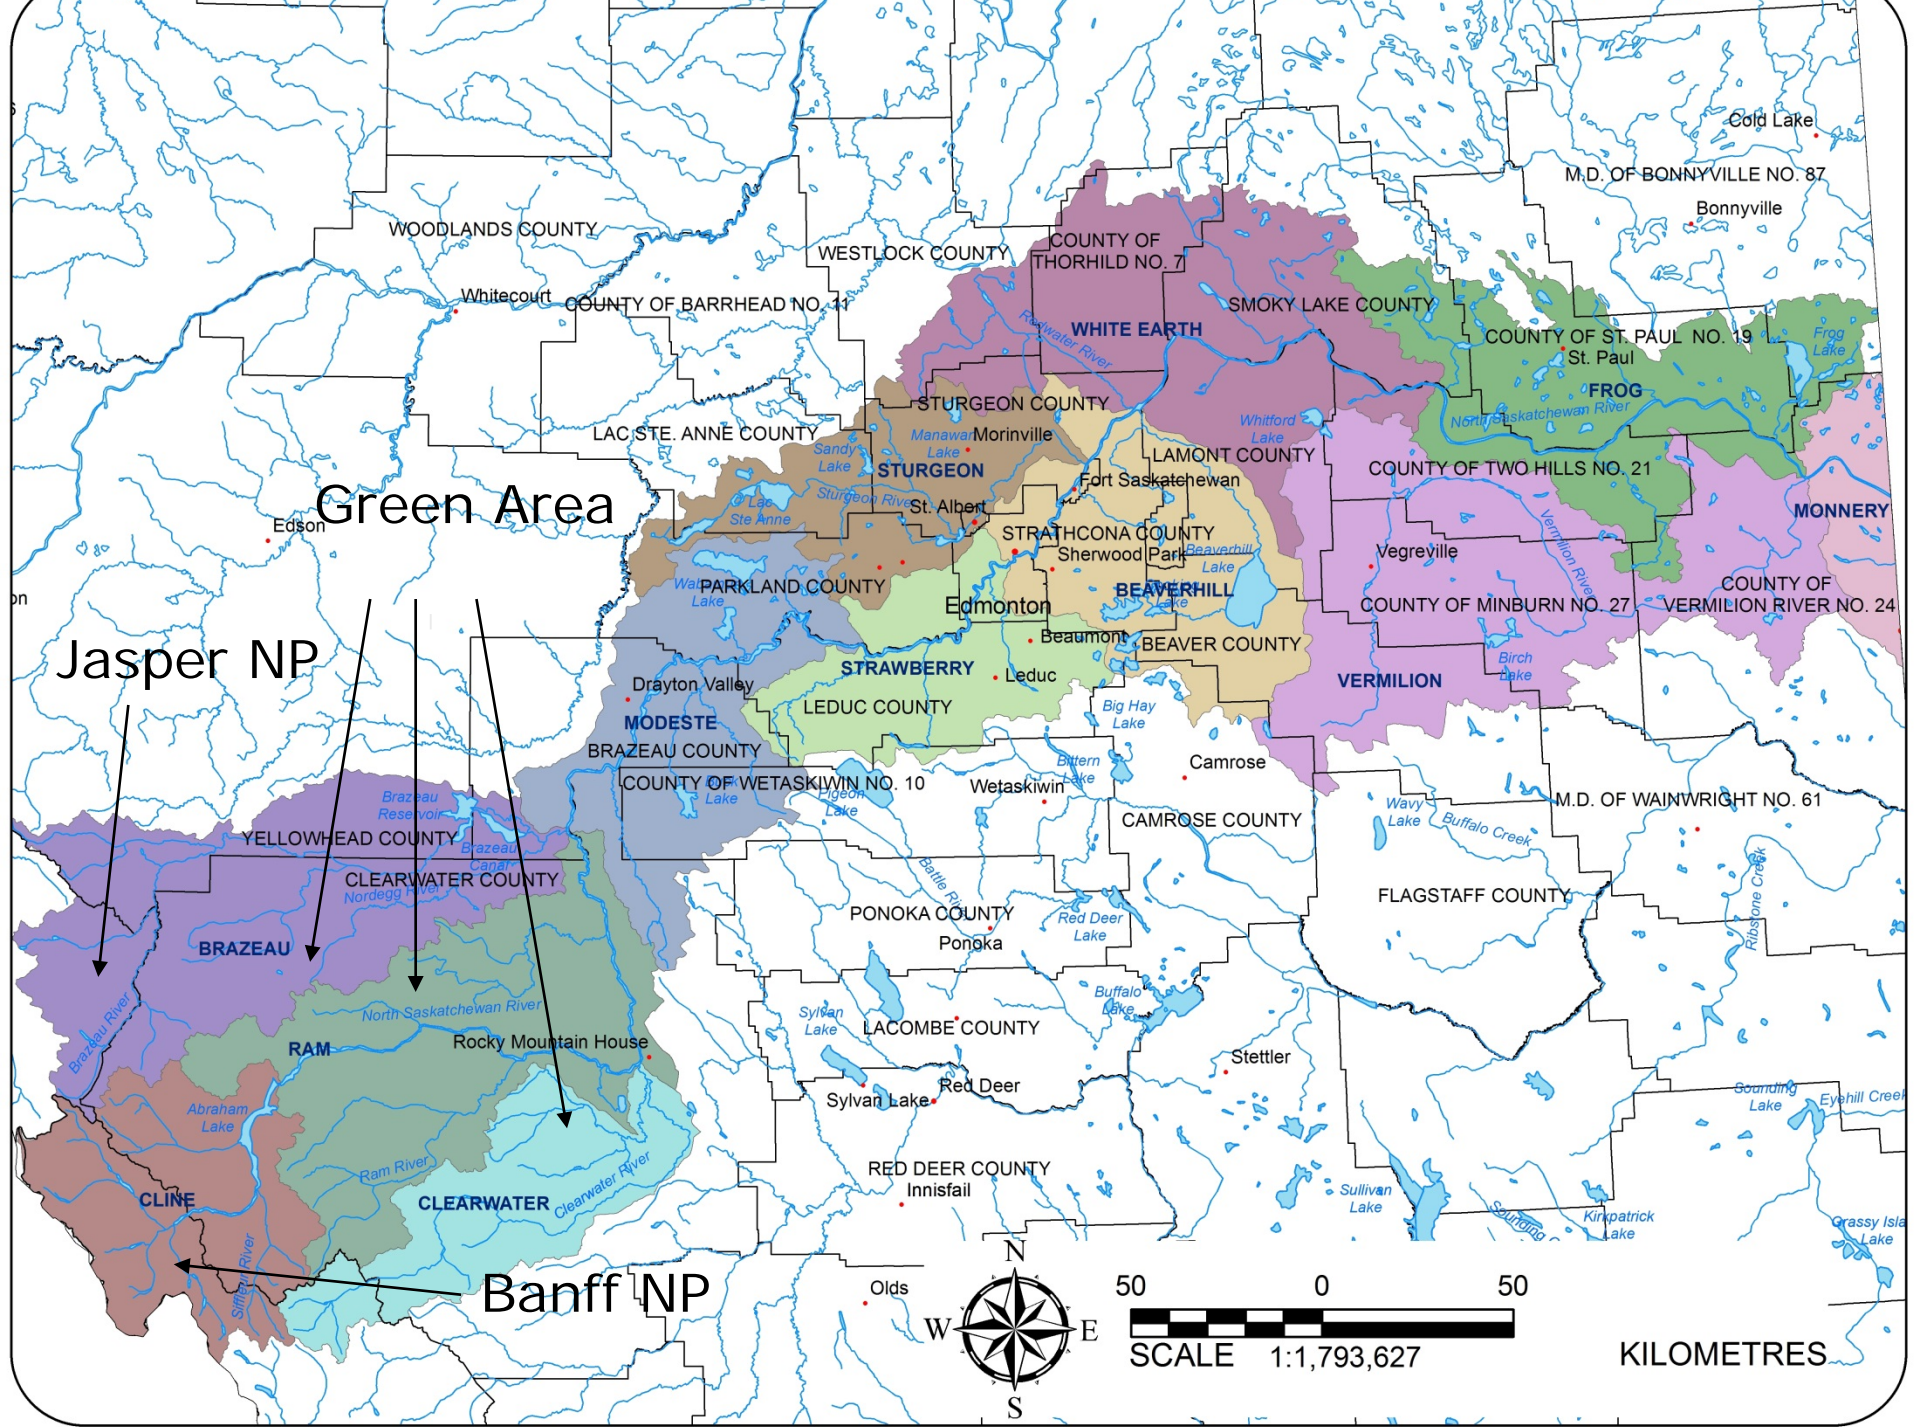 Cold Lake
M.D. OF BONNYVILLE NO. 87
Bonnyville
WOODLANDS COUNTY
WESTLOCK COUNTY
COUNTY OF
THORHILD NO. 7
Whitecourt
COUNTY OF BARRHEAD NO. 11
SMOKY LAKE COUNTY
Redwater River
WHITE EARTH
COUNTY OF ST. PAUL NO. 19
St. Paul
Frog
Lake
FROG
North Saskatchewan River
STURGEON COUNTY
Whitford
Lake
LAC STE. ANNE COUNTY
Manawan
Lake
Morinville
Sandy
Lake
STURGEON
LAMONT COUNTY
COUNTY OF TWO HILLS NO. 21
Fort Saskatchewan
Green Area
Lac
Ste Anne
Sturgeon River
St. Albert
MONNERY
Edson
STRATHCONA COUNTY
Sherwood Park
Beaverhill
Lake
Vermilion River
Vegreville
PARKLAND COUNTY
Lake
BEAVERHILL
Lake
COUNTY OF
VERMILION RIVER NO. 24
COUNTY OF MINBURN NO. 27
on
Edmonton
Beaumont
BEAVER COUNTY
Jasper NP
STRAWBERRY
Leduc
Birch
Lake
VERMILION
Drayton Valley
LEDUC COUNTY
MODESTE
Big Hay
Lake
BRAZEAU COUNTY
Bittern
Lake
Camrose
COUNTY OF WETASKIWIN NO. 10
Lake
Pigeon
Lake
Wetaskiwin
Brazeau
Reservoir
M.D. OF WAINWRIGHT NO. 61
Wavy
Lake
Buffalo Creek
CAMROSE COUNTY
YELLOWHEAD COUNTY
Brazeau
Canal
CLEARWATER COUNTY
Nordegg River
Battle River
Ribstone Creek
FLAGSTAFF COUNTY
PONOKA COUNTY
Ponoka
Red Deer
Lake
BRAZEAU
Brazeau River
North Saskatchewan River
Buffalo
Lake
Sylvan
Lake
LACOMBE COUNTY
RAM
Rocky Mountain House
Stettler
Red Deer
Sylvan Lake
Sounding
Lake
Eyehill Creek
Abraham
Lake
Ram River
RED DEER COUNTY
Innisfail
CLINE
CLEARWATER
Clearwater River
Sullivan
Lake
Sounding
Kirkpatrick
Lake
Grassy Isla
Lake
Siffleur River
Banff NP
Olds
N
W
E
S
50 0 50
SCALE 1:1,793,627
KILOMETRES